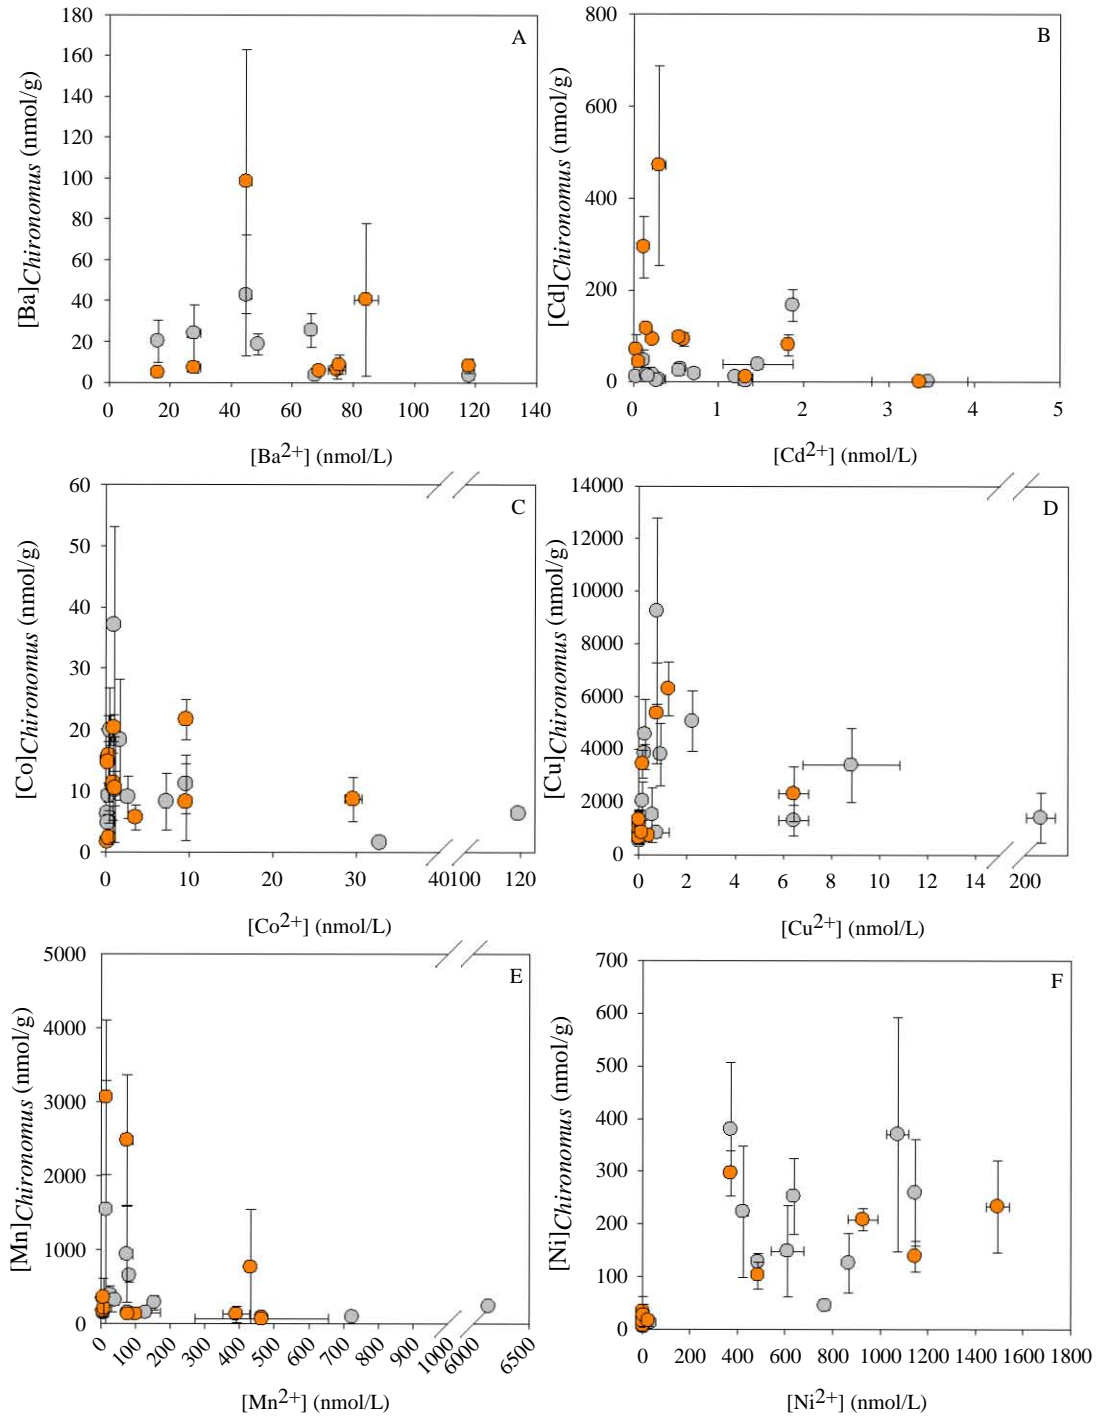 180
160
140
120
100
80
60
40
20
0
[Ba]Chironomus (nmol/g)
A
0 20 40 60 80 100 120 140
[Ba2+] (nmol/L)
800
600
400
200
0
[Cd]Chironomus (nmol/g)
B
0 1 2 3 4 5
[Cd2+] (nmol/L)
60
50
40
30
20
10
0
[Co]Chironomus (nmol/g)
C
0 10 20 30 40 100 120
[Co2+] (nmol/L)
14000
12000
10000
8000
6000
4000
2000
0
[Cu]Chironomus (nmol/g)
D
0 2 4 6 8 10 12 14 200
[Cu2+] (nmol/L)
5000
4000
3000
2000
1000
0
[Mn]Chironomus (nmol/g)
E
0 100 200 300 400 500 600 700 800 900 1000 6000 6500
[Mn2+] (nmol/L)
700
600
500
400
300
200
100
0
[Ni]Chironomus (nmol/g)
F
0 200 400 600 800 1000 1200 1400 1600 1800
[Ni2+] (nmol/L)